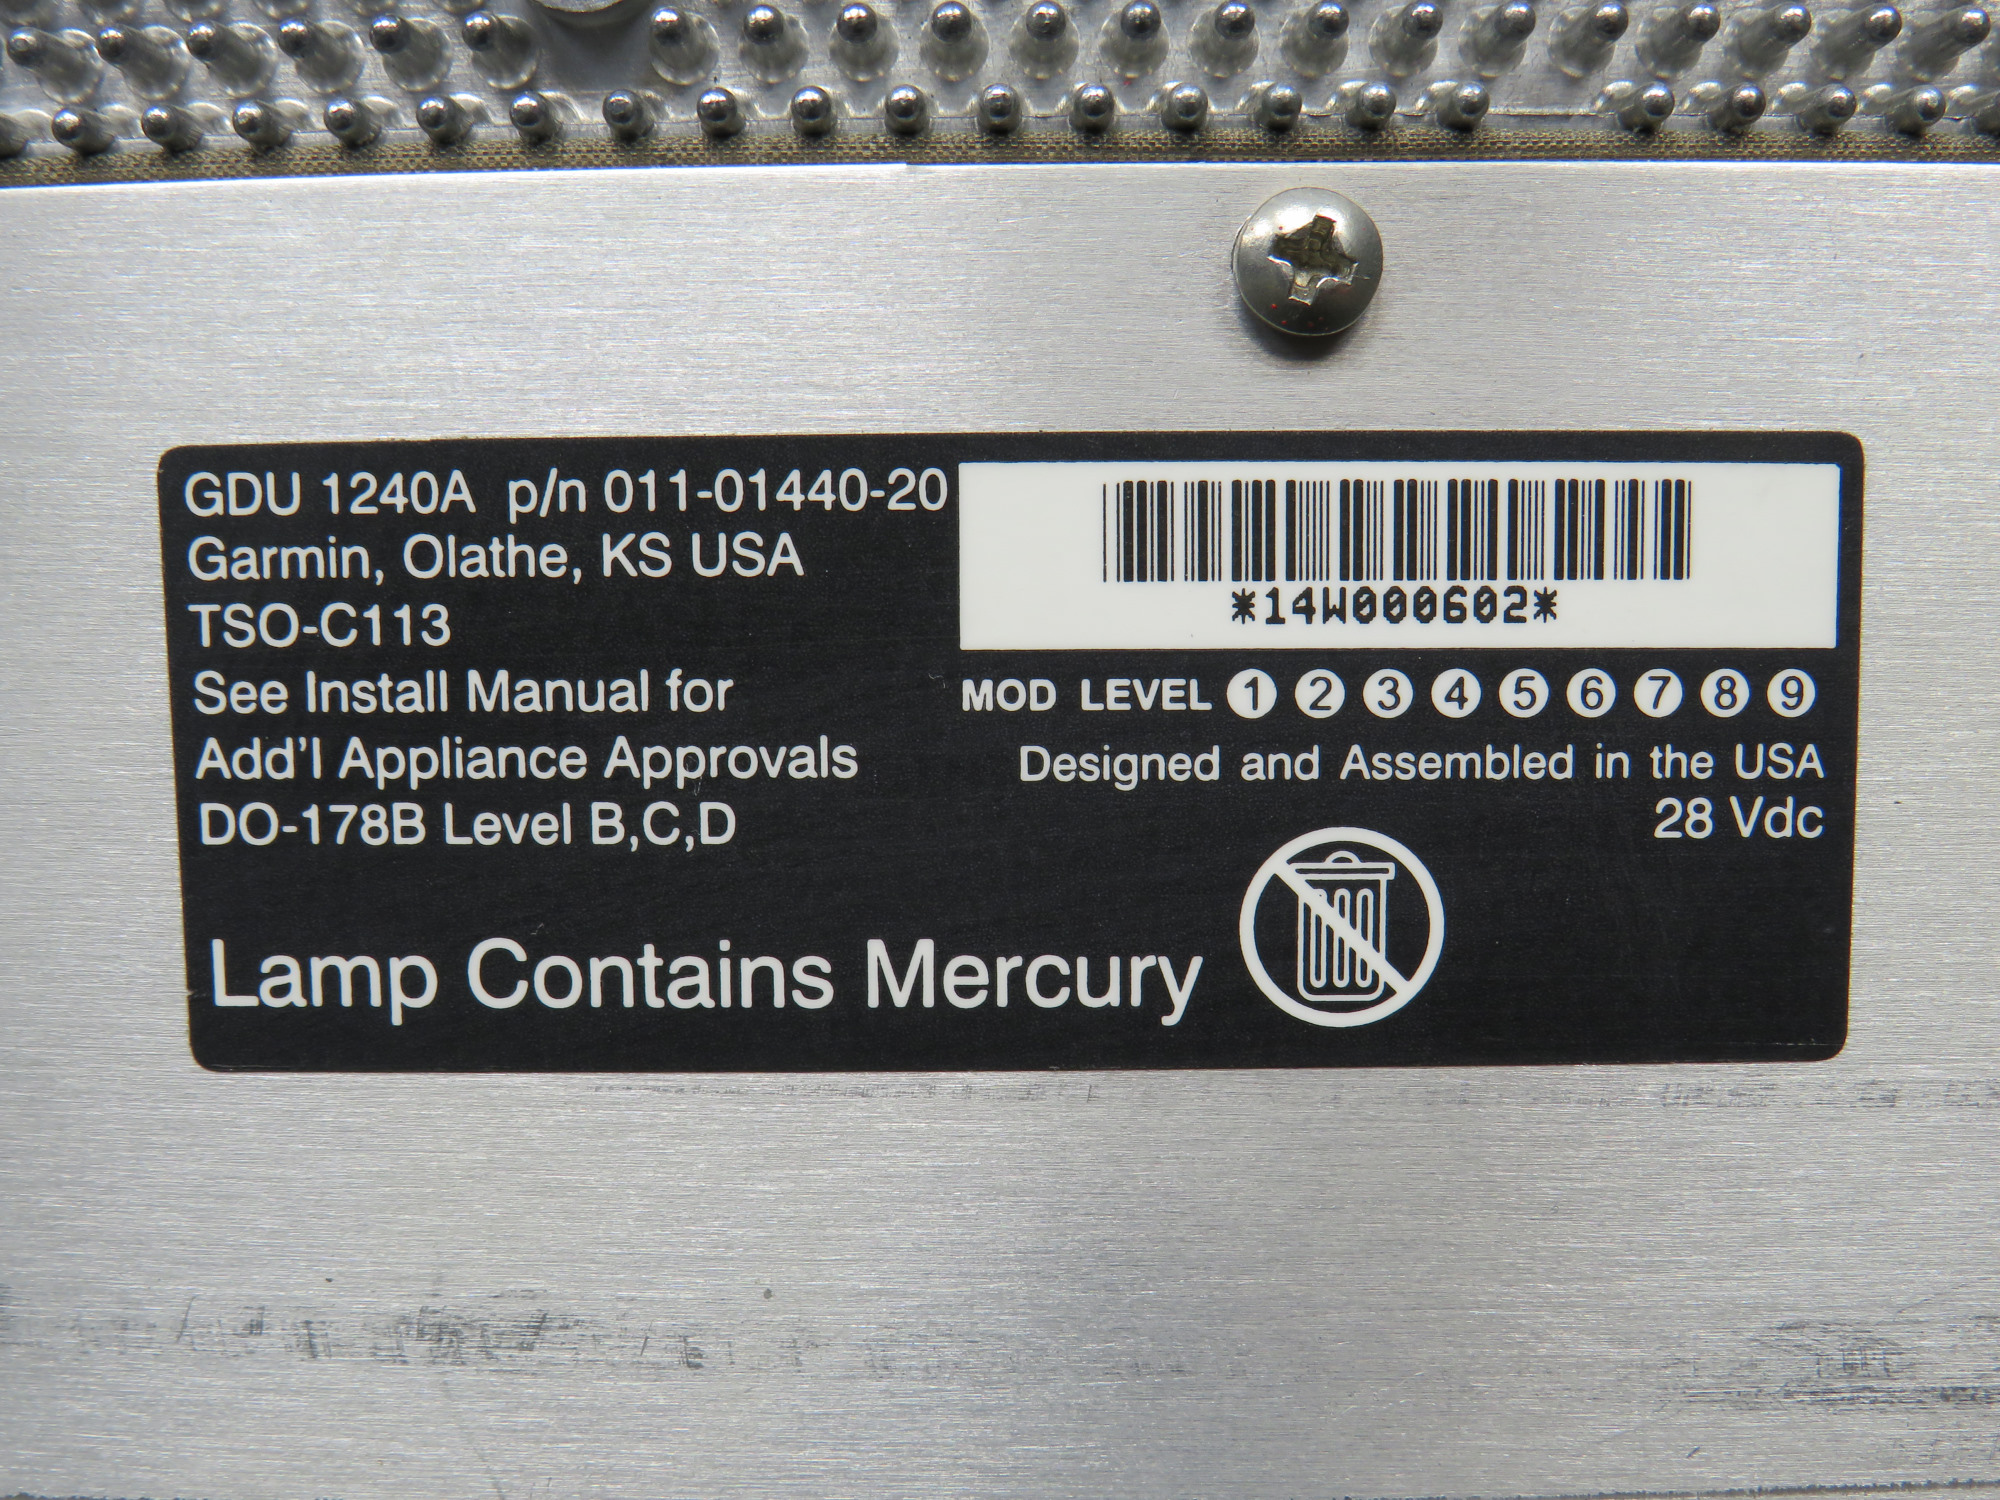 GDU 1240A p/n 011-01440-20
Garmin, Olathe, KS USA
TSO-C113
See Install Manual for
Add'l Appliance Approvals
DO-178B Level B,C,D
Lamp Contains Mercury
*14W000602*
MOD LEVEL 1 2 3 4 5 6 7 8 9
Designed and Assembled in the USA
28 Vdc